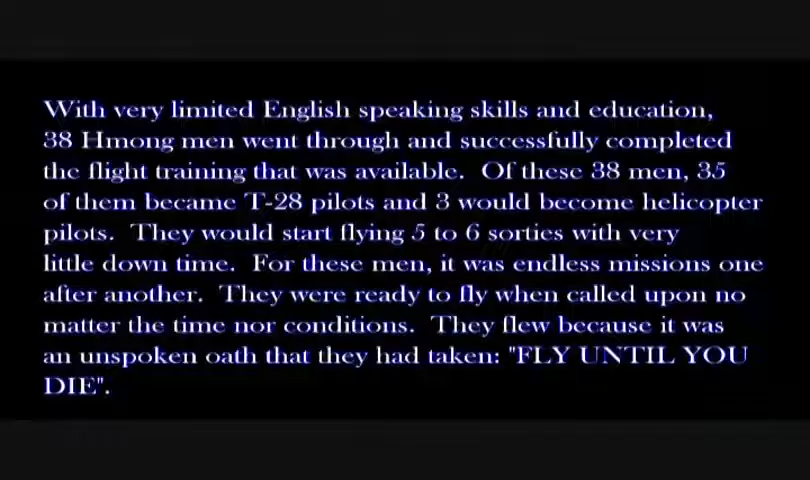 With very limited English speaking skills and education,
38 Hmong men went through and successfully completed
the flight training that was available.  Of these 38 men, 35
of them became T-28 pilots and 3 would become helicopter
pilots.  They would start flying 5 to 6 sorties with very
little down time.  For these men, it was endless missions one
after another.  They were ready to fly when called upon no
matter the time nor conditions.  They flew because it was
an unspoken oath that they had taken: "FLY UNTIL YOU
DIE".